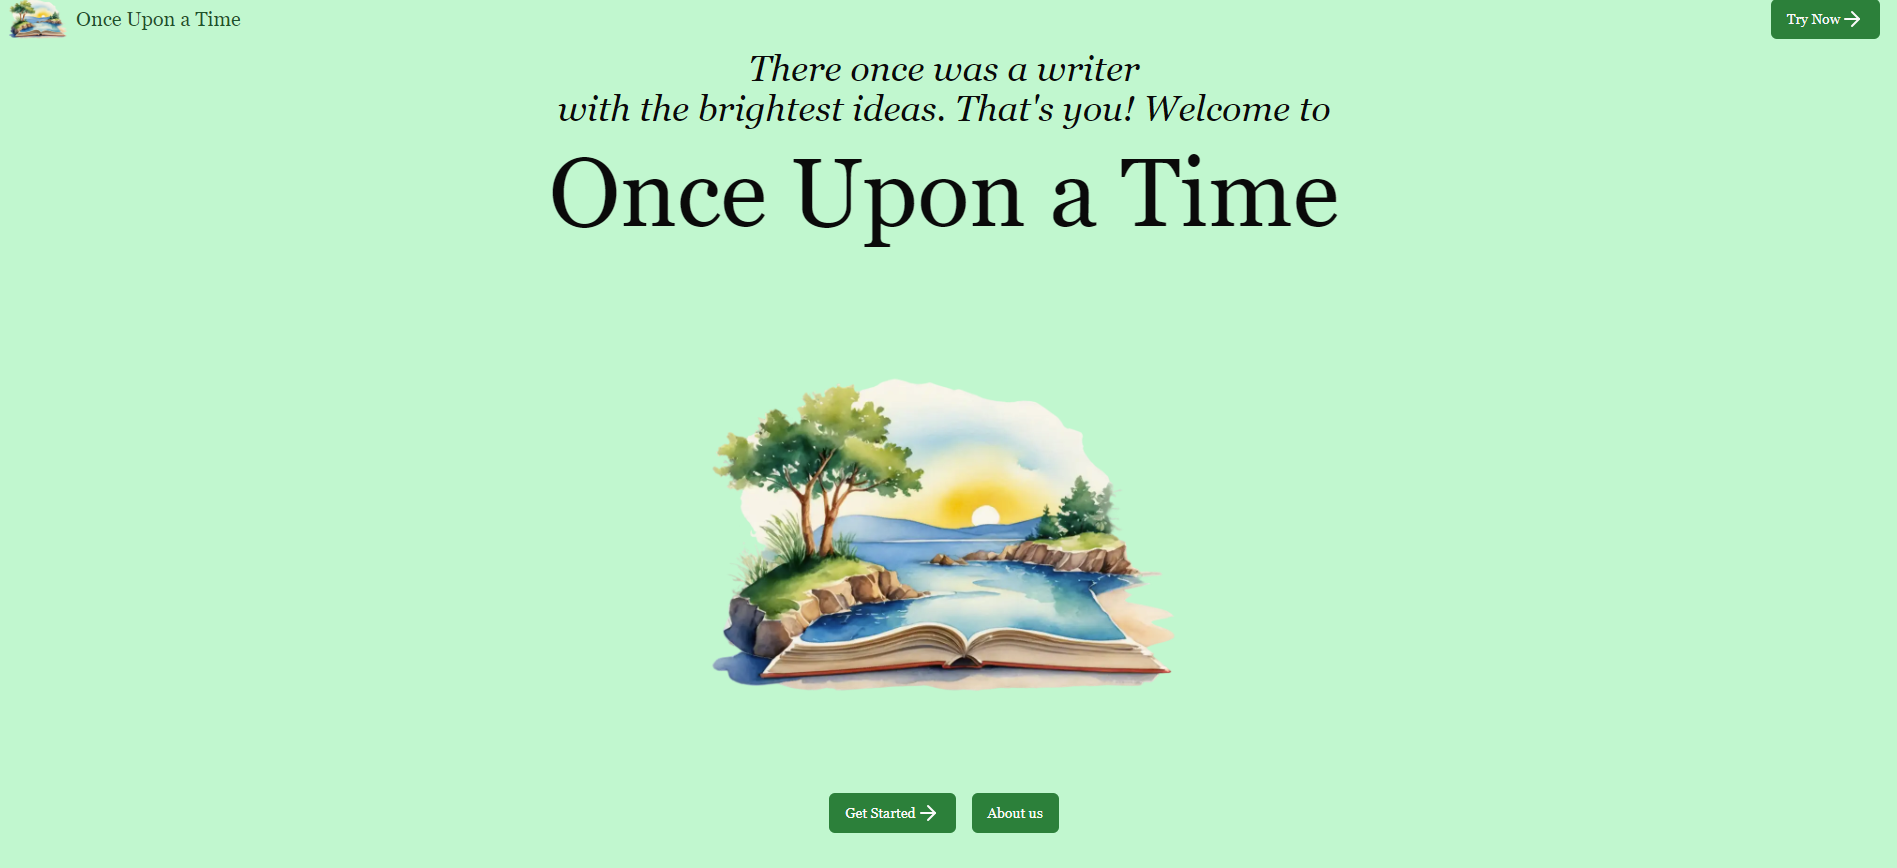 Once Upon a Time
Try Now
There once was a writer
with the brightest ideas. That's you! Welcome to
Once Upon a Time
Get Started
About us